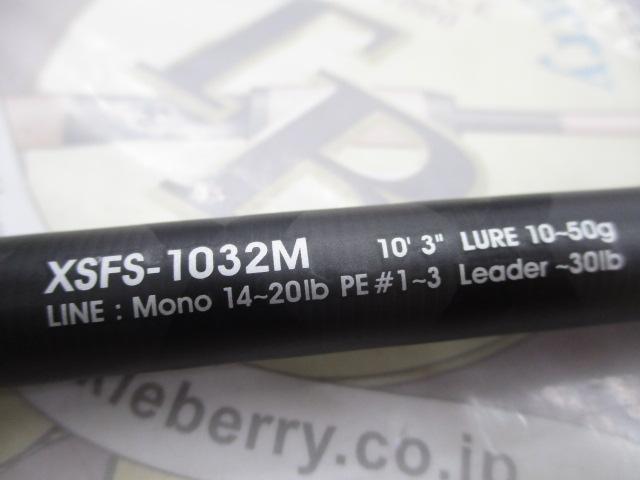 XSFS-1032M 10' 3" LURE 10~50g
LINE : Mono 14~20lb PE #1~3 Leader ~30lb
kleberry.co.jp